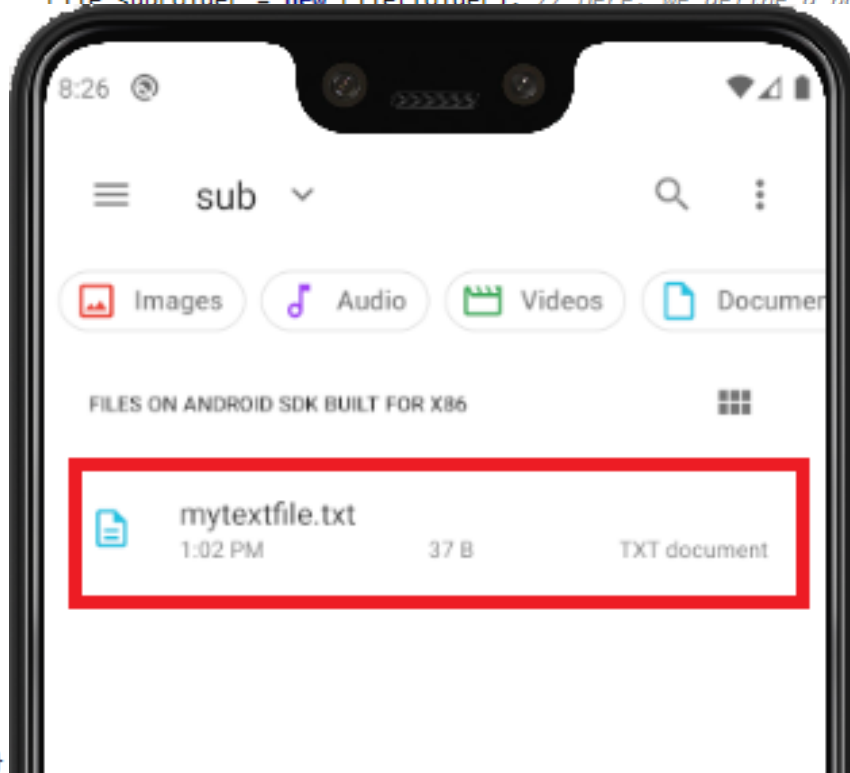 8:26
sub
Images Audio Videos Documen
FILES ON ANDROID SDK BUILT FOR X86
mytextfile.txt
1:02 PM 37 B TXT document